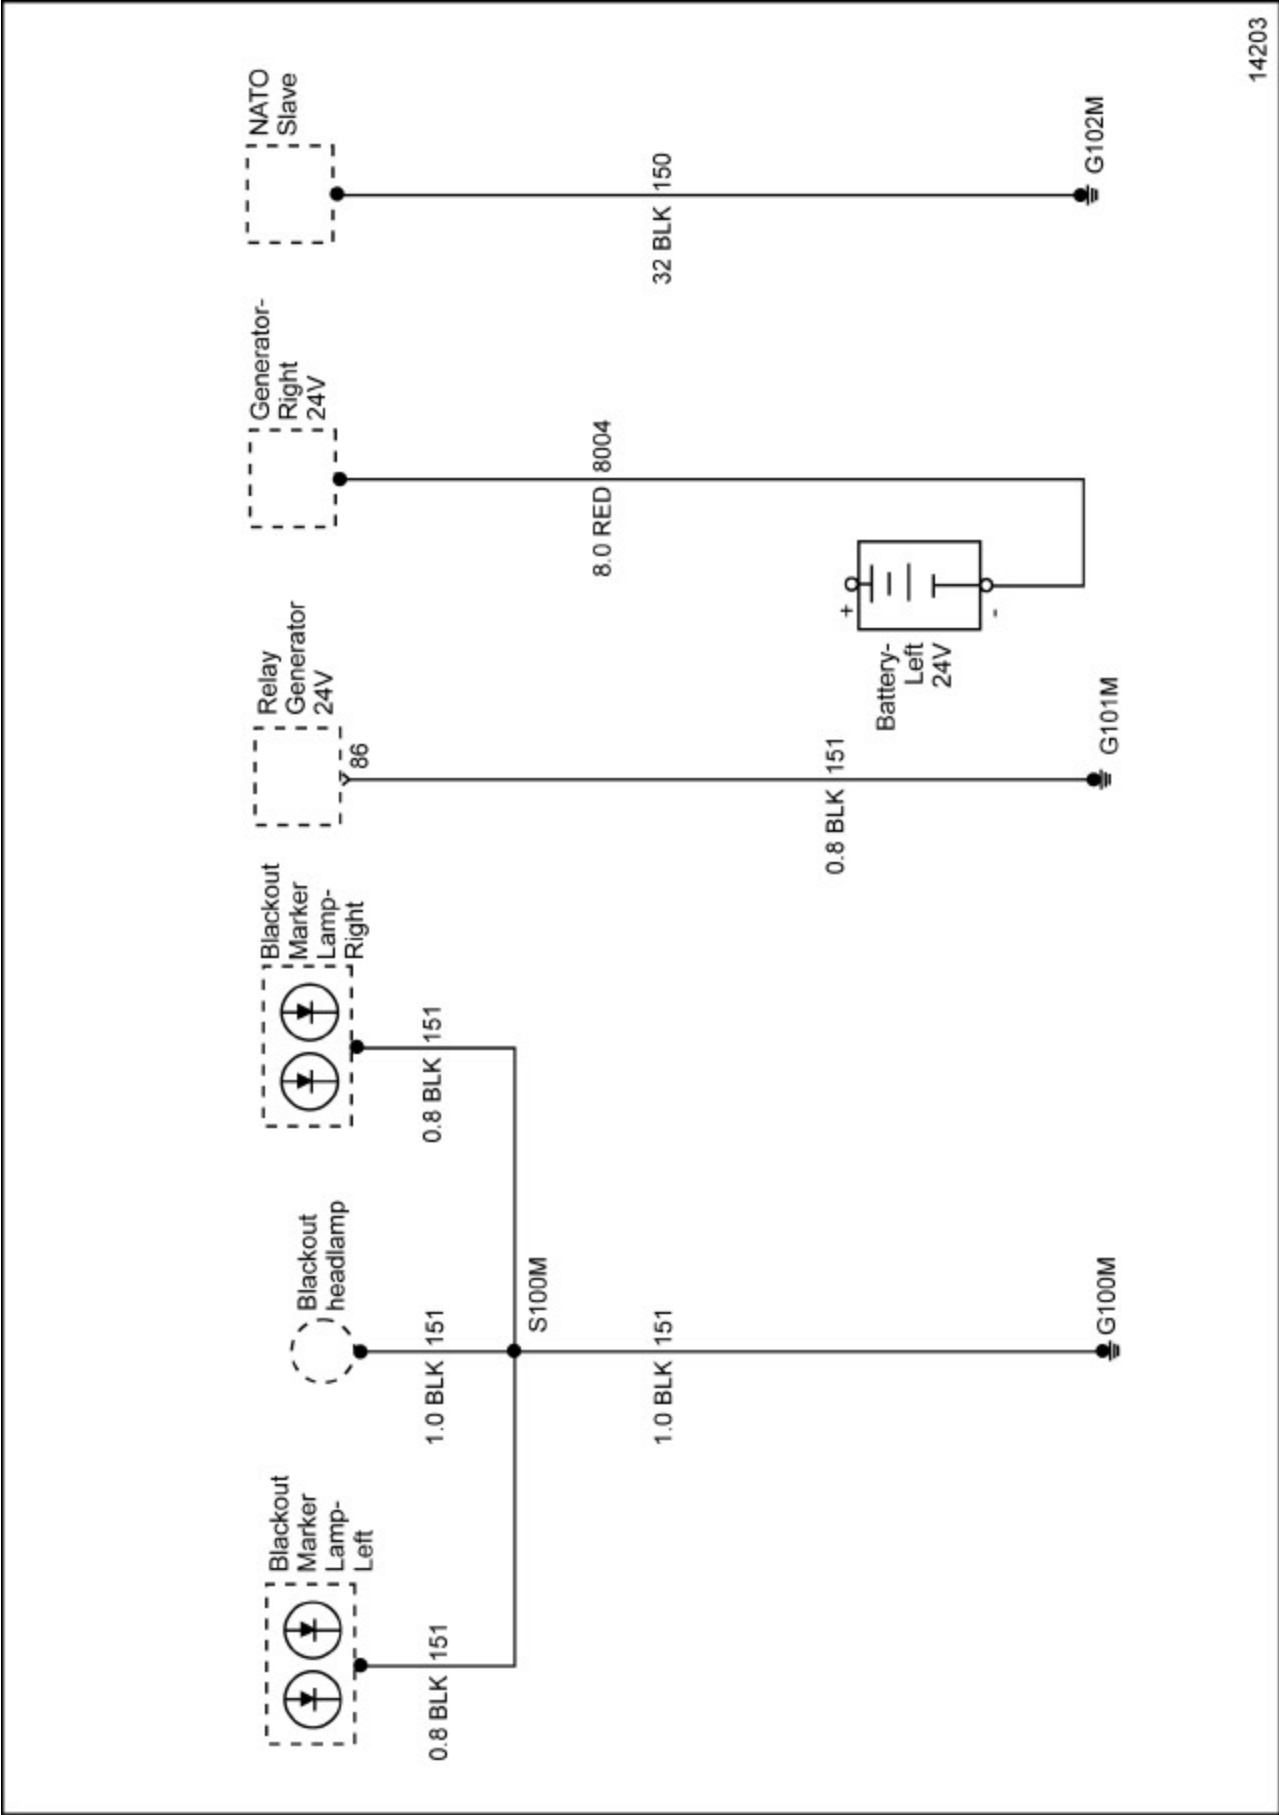 Blackout
Marker
Lamp-
Left
0.8 BLK 151
Blackout
headlamp
1.0 BLK 151
S100M
1.0 BLK 151
G100M
Blackout
Marker
Lamp-
Right
0.8 BLK 151
Relay
Generator
24V
86
0.8 BLK 151
G101M
Battery-
Left
24V
+
-
Generator-
Right
24V
8.0 RED 8004
NATO
Slave
32 BLK 150
G102M
14203